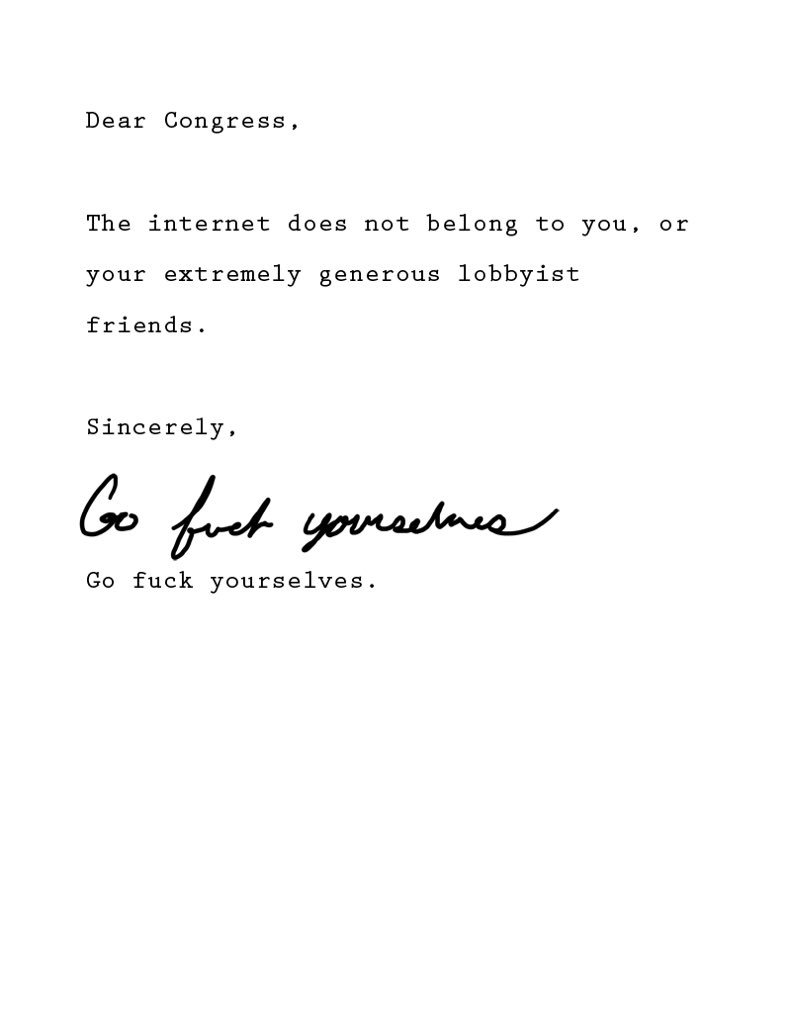 Dear Congress,
The internet does not belong to you, or
your extremely generous lobbyist
friends.
Sincerely,
Go fuck yourselves
Go fuck yourselves.